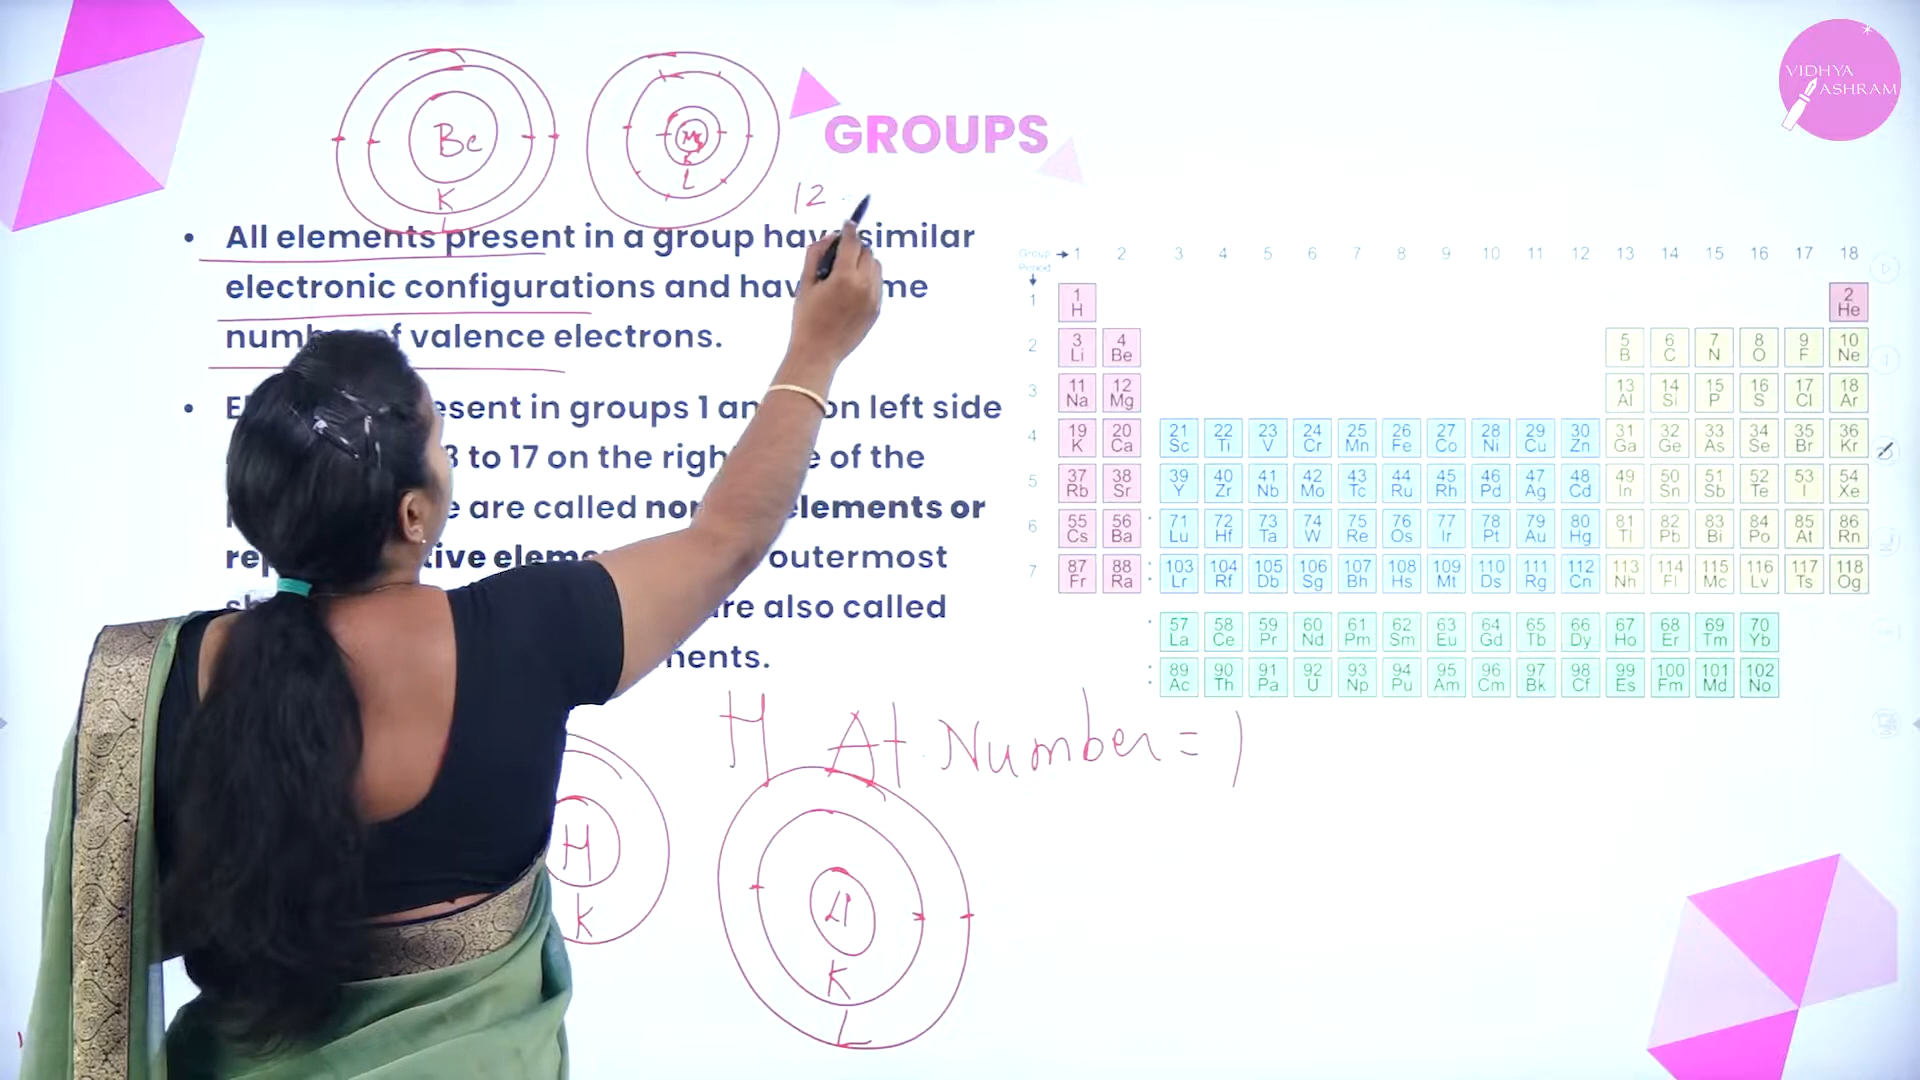 VIDHYA
ASHRAM
GROUPS
Be
K
L
Mg
K
L
12
• All elements present in a group have similar
electronic configurations and have
number of valence electrons.
• present in groups 1 on left side
3 to 17 on the of the
are called elements or
outermost
are also called
H At. Number = 1
H
K
K
L
Group → 1 2 3 4 5 6 7 8 9 10 11 12 13 14 15 16 17 18
Period
1 2 3 4 5 6 7
1 H 2 He
3 Li 4 Be 5 B 6 C 7 N 8 O 9 F 10 Ne
11 Na 12 Mg 13 Al 14 Si 15 P 16 S 17 Cl 18 Ar
19 K 20 Ca 21 Sc 22 Ti 23 V 24 Cr 25 Mn 26 Fe 27 Co 28 Ni 29 Cu 30 Zn 31 Ga 32 Ge 33 As 34 Se 35 Br 36 Kr
37 Rb 38 Sr 39 Y 40 Zr 41 Nb 42 Mo 43 Tc 44 Ru 45 Rh 46 Pd 47 Ag 48 Cd 49 In 50 Sn 51 Sb 52 Te 53 I 54 Xe
55 Cs 56 Ba 71 Lu 72 Hf 73 Ta 74 W 75 Re 76 Os 77 Ir 78 Pt 79 Au 80 Hg 81 Tl 82 Pb 83 Bi 84 Po 85 At 86 Rn
87 Fr 88 Ra 103 Lr 104 Rf 105 Db 106 Sg 107 Bh 108 Hs 109 Mt 110 Ds 111 Rg 112 Cn 113 Nh 114 Fl 115 Mc 116 Lv 117 Ts 118 Og
57 La 58 Ce 59 Pr 60 Nd 61 Pm 62 Sm 63 Eu 64 Gd 65 Tb 66 Dy 67 Ho 68 Er 69 Tm 70 Yb
89 Ac 90 Th 91 Pa 92 U 93 Np 94 Pu 95 Am 96 Cm 97 Bk 98 Cf 99 Es 100 Fm 101 Md 102 No